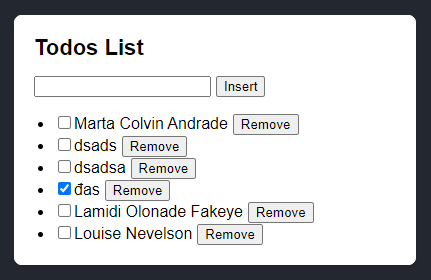 Todos List
Insert
Marta Colvin Andrade Remove
dsads Remove
dsadsa Remove
đas Remove
Lamidi Olonade Fakeye Remove
Louise Nevelson Remove